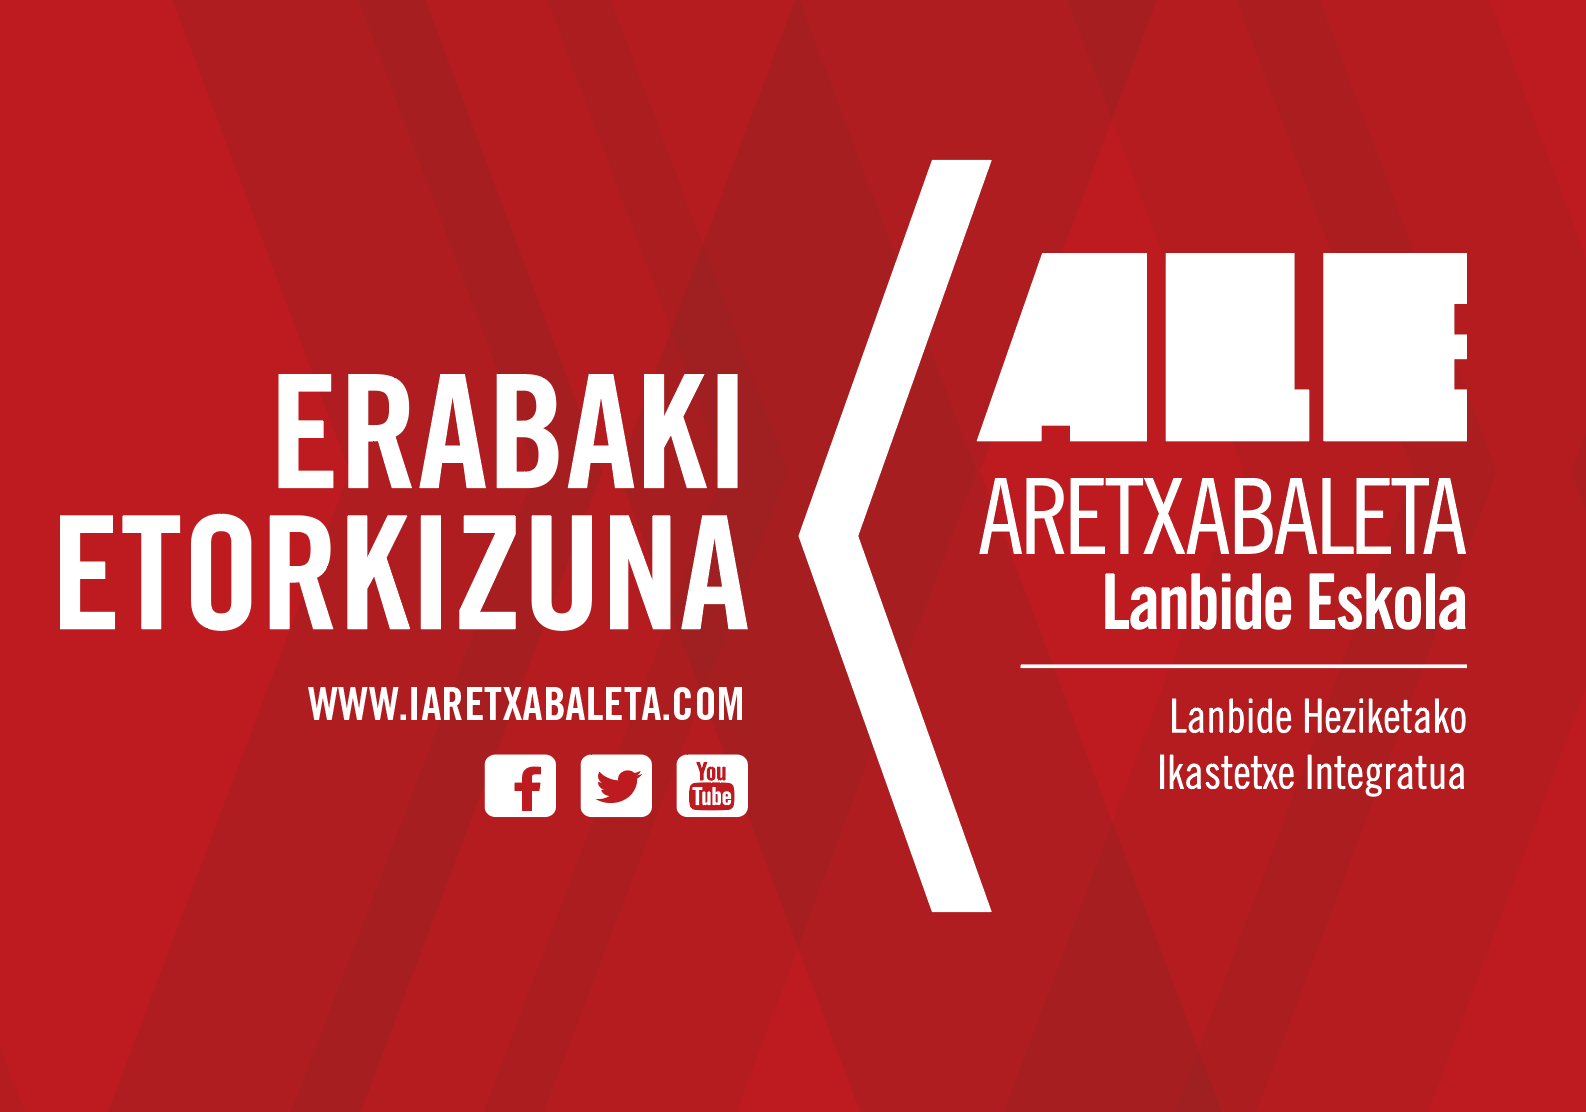 ERABAKI
ETORKIZUNA
WWW.IARETXABALETA.COM
f
You
Tube
ALE
ARETXABALETA
Lanbide Eskola
Lanbide Heziketako
Ikastetxe Integratua